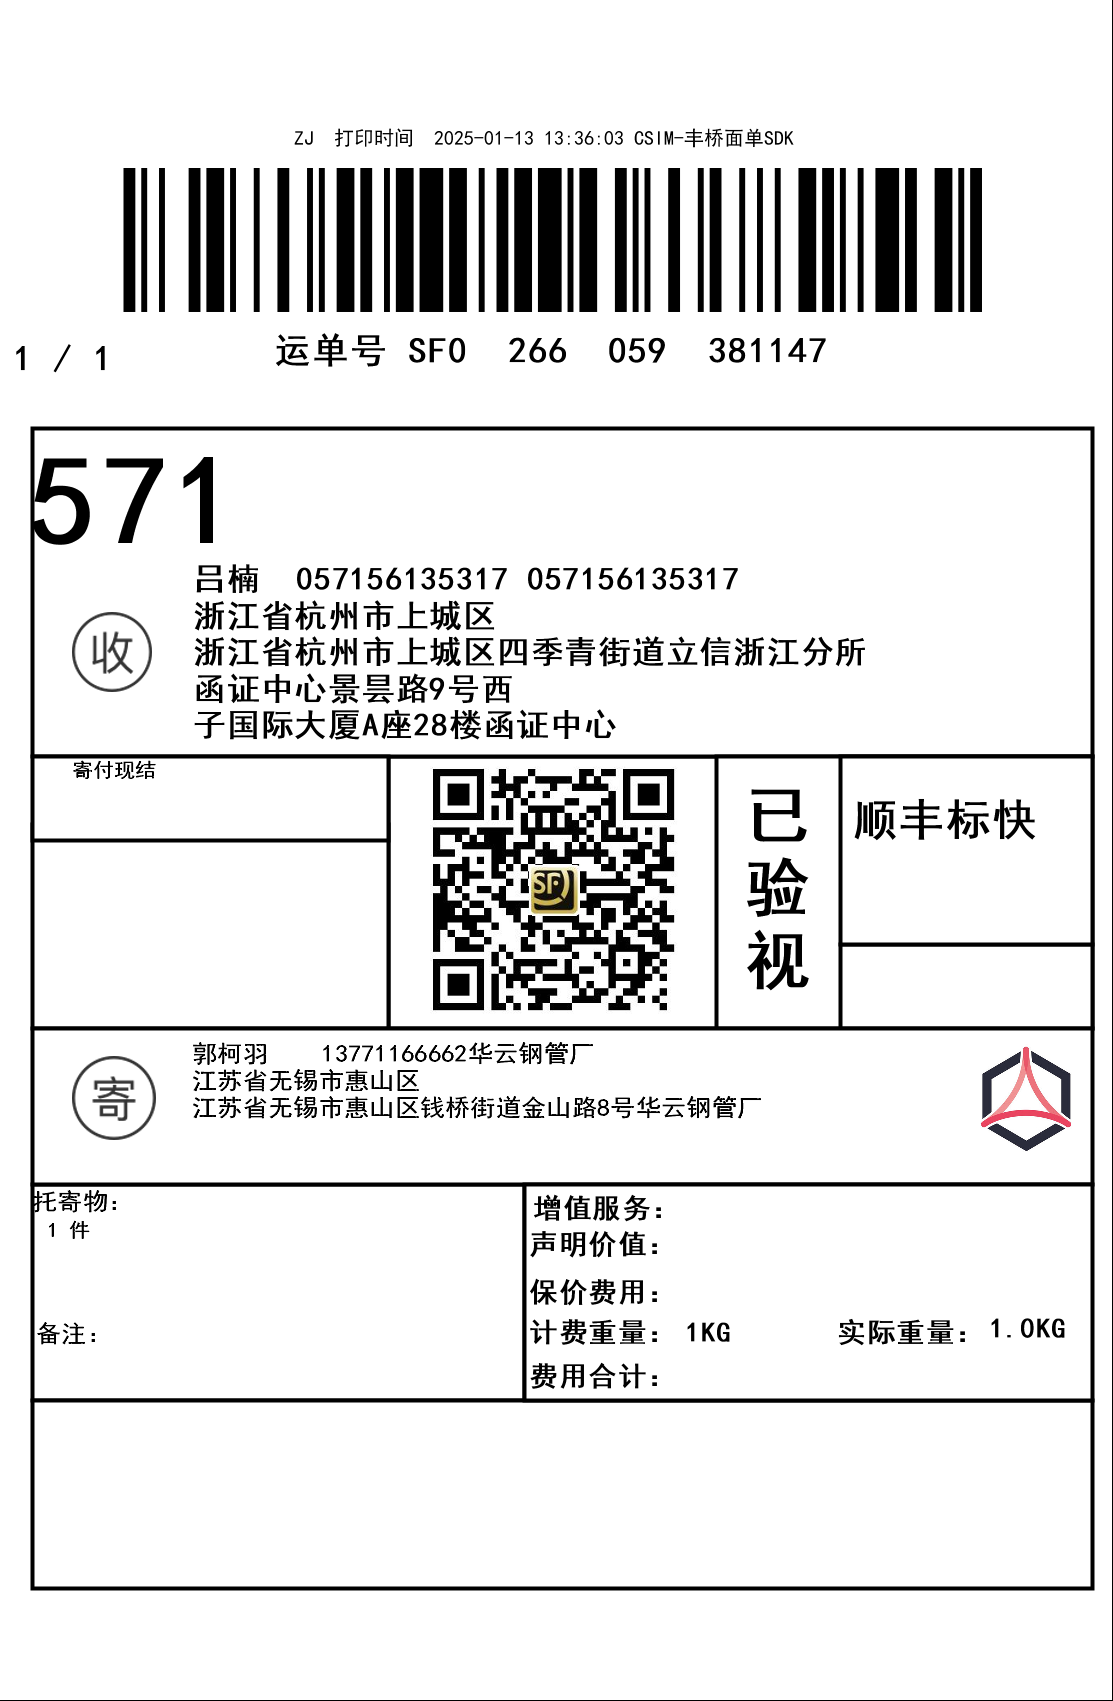 ZJ 打印时间 2025-01-13 13:36:03 CSIM-丰桥面单SDK
1 / 1
运单号 SF0 266 059 381147
571
收
吕楠 057156135317 057156135317
浙江省杭州市上城区
浙江省杭州市上城区四季青街道立信浙江分所
函证中心景昙路9号西
子国际大厦A座28楼函证中心
寄付现结
SF
已验视
顺丰标快
寄
郭柯羽 13771166662华云钢管厂
江苏省无锡市惠山区
江苏省无锡市惠山区钱桥街道金山路8号华云钢管厂
托寄物：
1 件
备注：
增值服务：
声明价值：
保价费用：
计费重量： 1KG 实际重量： 1.0KG
费用合计：